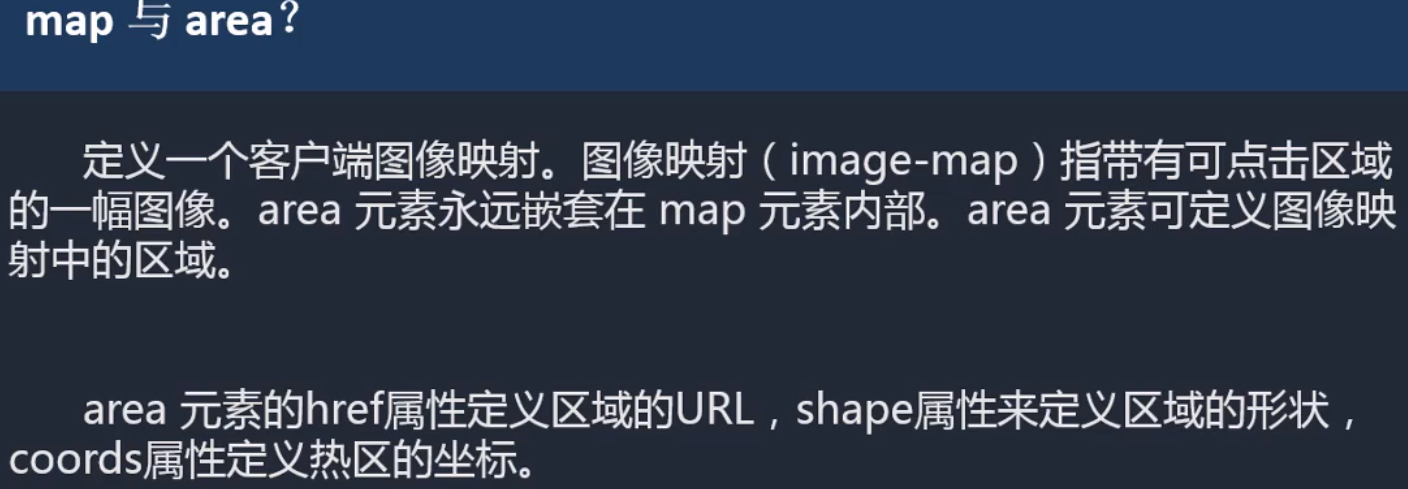 map 与 area？
定义一个客户端图像映射。图像映射（image-map）指带有可点击区域
的一幅图像。area 元素永远嵌套在 map 元素内部。area 元素可定义图像映
射中的区域。
area 元素的href属性定义区域的URL，shape属性来定义区域的形状，
coords属性定义热区的坐标。